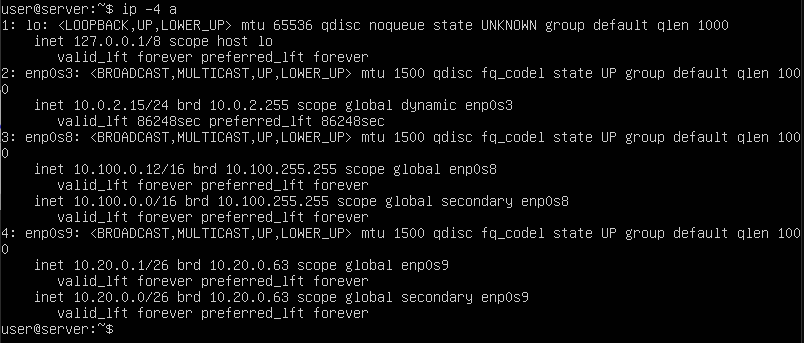 user@server:~$ ip -4 a
1: lo: <LOOPBACK,UP,LOWER_UP> mtu 65536 qdisc noqueue state UNKNOWN group default qlen 1000
    inet 127.0.0.1/8 scope host lo
       valid_lft forever preferred_lft forever
2: enp0s3: <BROADCAST,MULTICAST,UP,LOWER_UP> mtu 1500 qdisc fq_codel state UP group default qlen 100
0
    inet 10.0.2.15/24 brd 10.0.2.255 scope global dynamic enp0s3
       valid_lft 86248sec preferred_lft 86248sec
3: enp0s8: <BROADCAST,MULTICAST,UP,LOWER_UP> mtu 1500 qdisc fq_codel state UP group default qlen 100
0
    inet 10.100.0.12/16 brd 10.100.255.255 scope global enp0s8
       valid_lft forever preferred_lft forever
    inet 10.100.0.0/16 brd 10.100.255.255 scope global secondary enp0s8
       valid_lft forever preferred_lft forever
4: enp0s9: <BROADCAST,MULTICAST,UP,LOWER_UP> mtu 1500 qdisc fq_codel state UP group default qlen 100
0
    inet 10.20.0.1/26 brd 10.20.0.63 scope global enp0s9
       valid_lft forever preferred_lft forever
    inet 10.20.0.0/26 brd 10.20.0.63 scope global secondary enp0s9
       valid_lft forever preferred_lft forever
user@server:~$